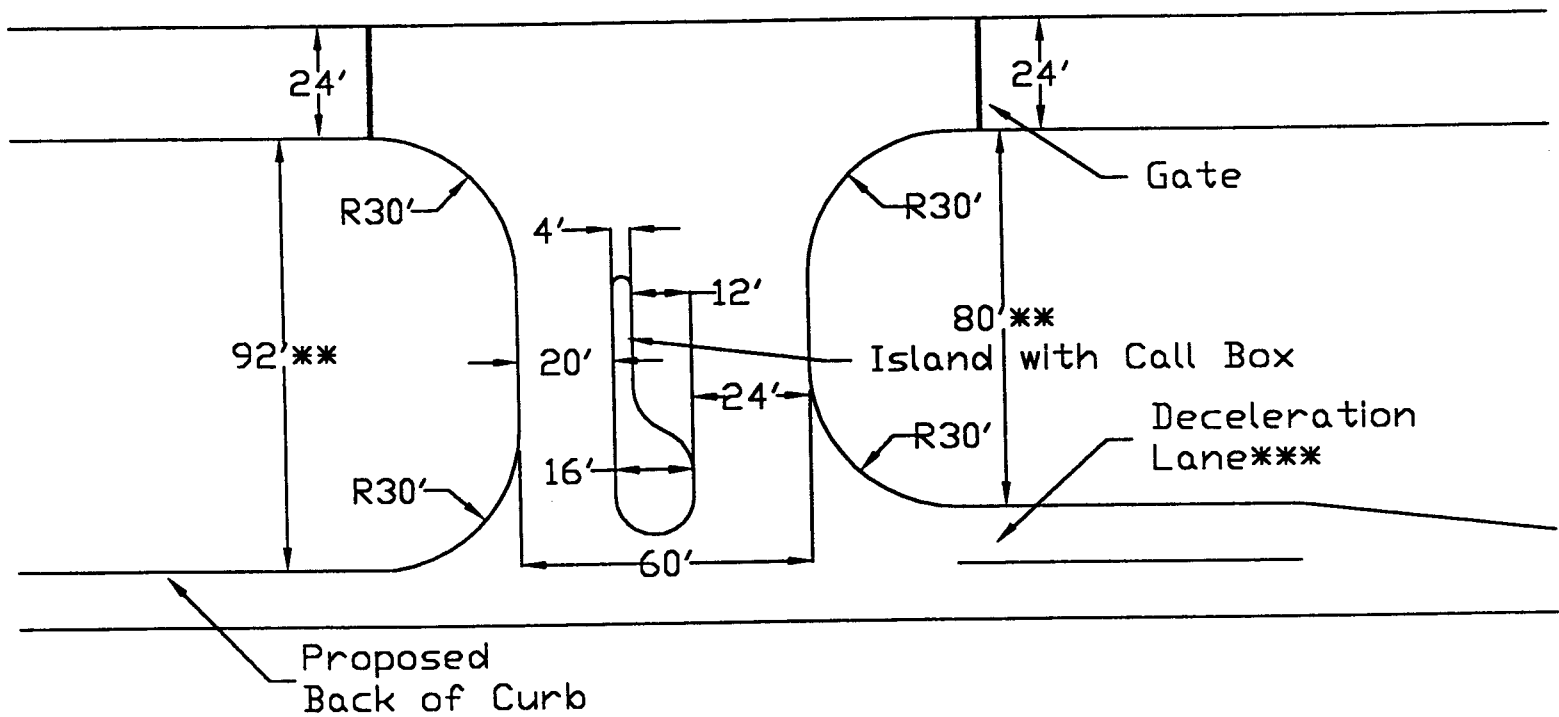 24'
24'
Gate
R30'
R30'
4'
12'
80'**
92'**
20'
Island with Call Box
24'
Deceleration
Lane***
R30'
16'
R30'
60'
Proposed
Back of Curb